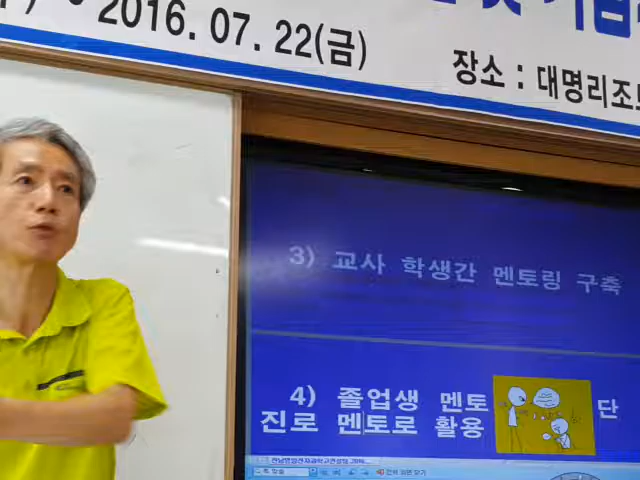 2016. 07. 22(금)
장소 : 대명리조
3) 교사 학생간 멘토링 구축
4) 졸업생 멘토 단
진로 멘토로 활용